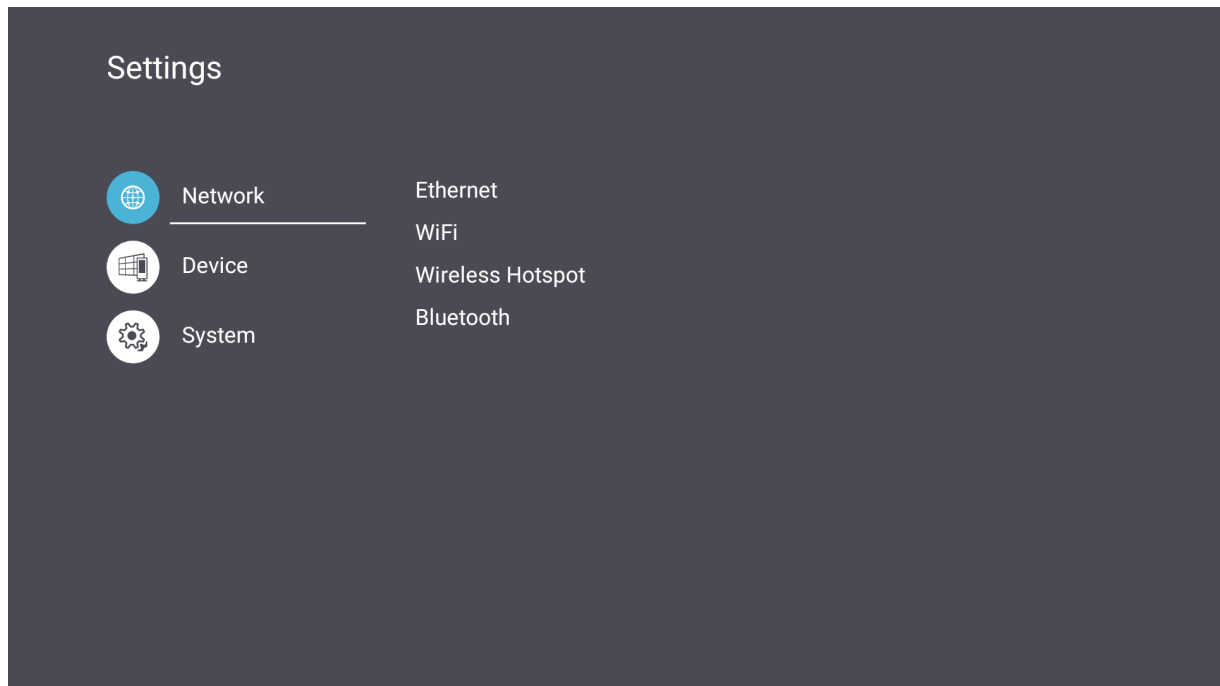 Settings
Network
Device
System
Ethernet
WiFi
Wireless Hotspot
Bluetooth